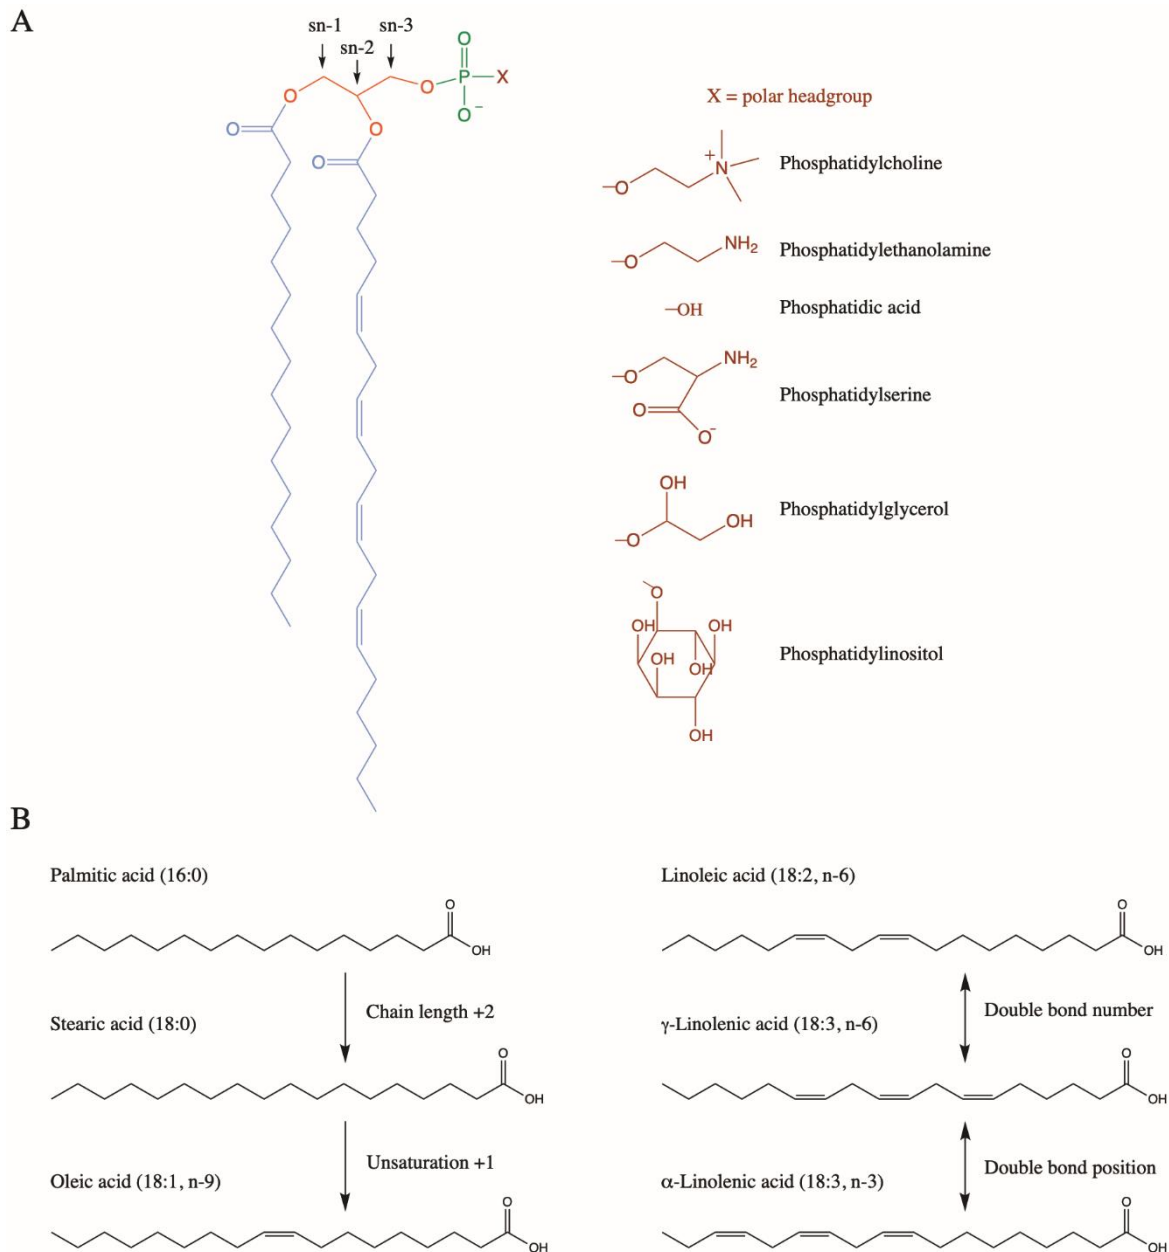 A
sn-1
sn-2
sn-3
O
P
X
O
O
O
O
O⁻
O
X = polar headgroup
+
N
O
Phosphatidylcholine
NH₂
O
Phosphatidylethanolamine
OH
Phosphatidic acid
NH₂
O
O
O⁻
Phosphatidylserine
OH
OH
O
Phosphatidylglycerol
O
OH
OH
OH
OH
OH
Phosphatidylinositol
B
Palmitic acid (16:0)
O
OH
Chain length +2
Stearic acid (18:0)
O
OH
Unsaturation +1
Oleic acid (18:1, n-9)
O
OH
Linoleic acid (18:2, n-6)
O
OH
Double bond number
γ-Linolenic acid (18:3, n-6)
O
OH
Double bond position
α-Linolenic acid (18:3, n-3)
O
OH